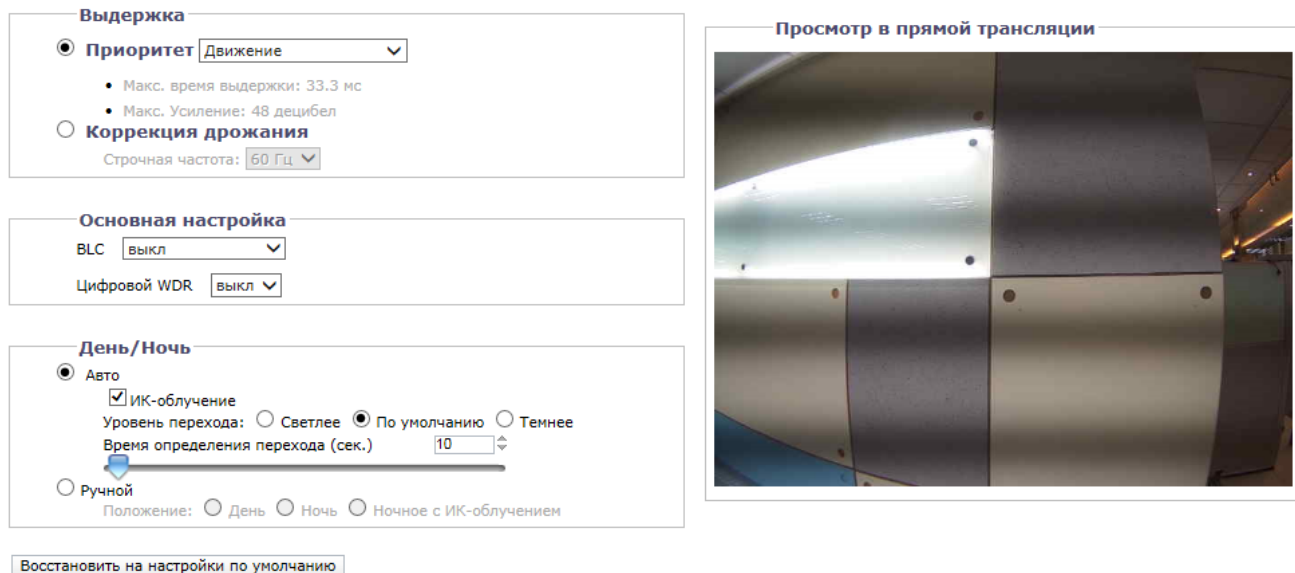 Выдержка
Приоритет Движение
Макс. время выдержки: 33.3 мс
Макс. Усиление: 48 децибел
Коррекция дрожания
Строчная частота: 60 Гц
Основная настройка
BLC выкл
Цифровой WDR выкл
День/Ночь
Авто
ИК-облучение
Уровень перехода: Светлее По умолчанию Темнее
Время определения перехода (сек.) 10
Ручной
Положение: День Ночь Ночное с ИК-облучением
Восстановить на настройки по умолчанию
Просмотр в прямой трансляции